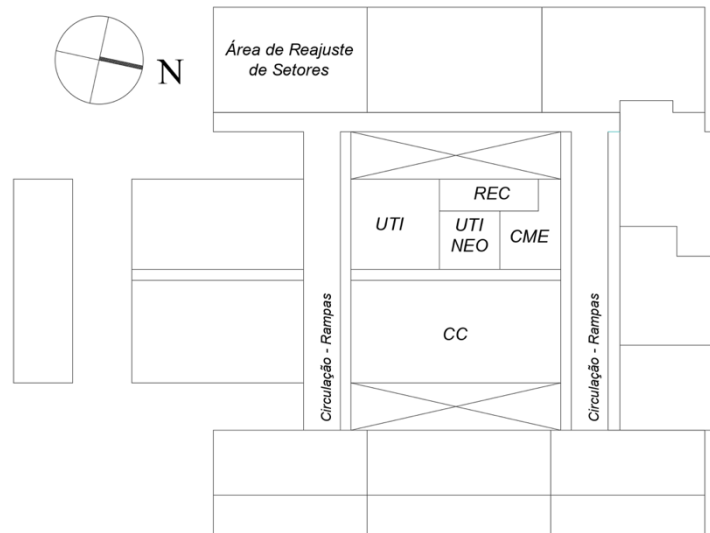 Área de Reajuste
de Setores
N
REC
UTI
UTI
NEO
CME
CC
Circulação - Rampas
Circulação - Rampas